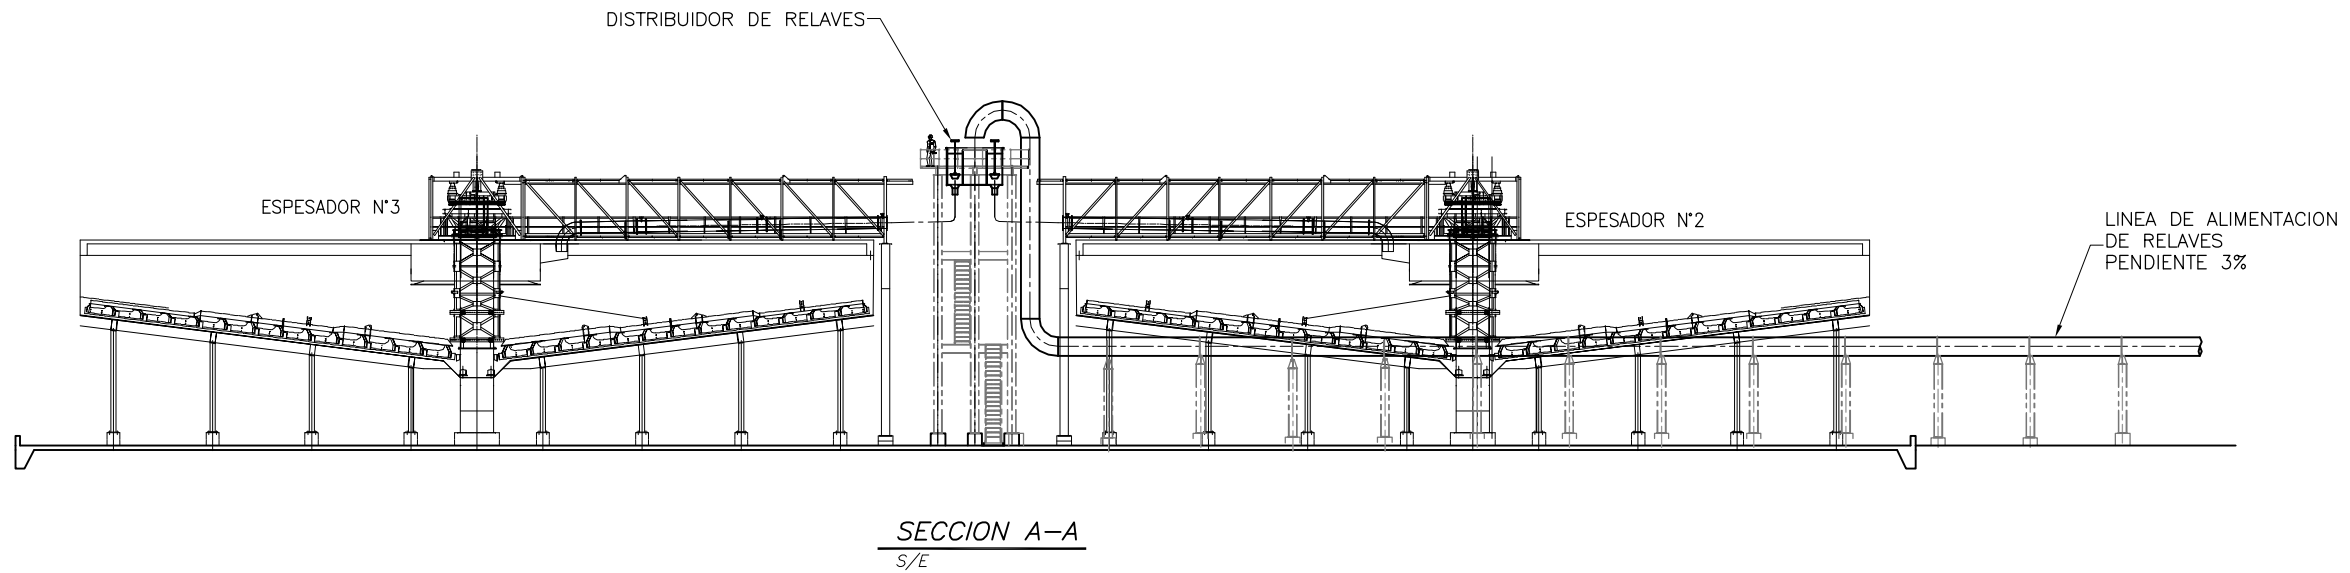 DISTRIBUIDOR DE RELAVES
ESPESADOR N°3
ESPESADOR N°2
LINEA DE ALIMENTACION
DE RELAVES
PENDIENTE 3%
SECCION A-A
S/E